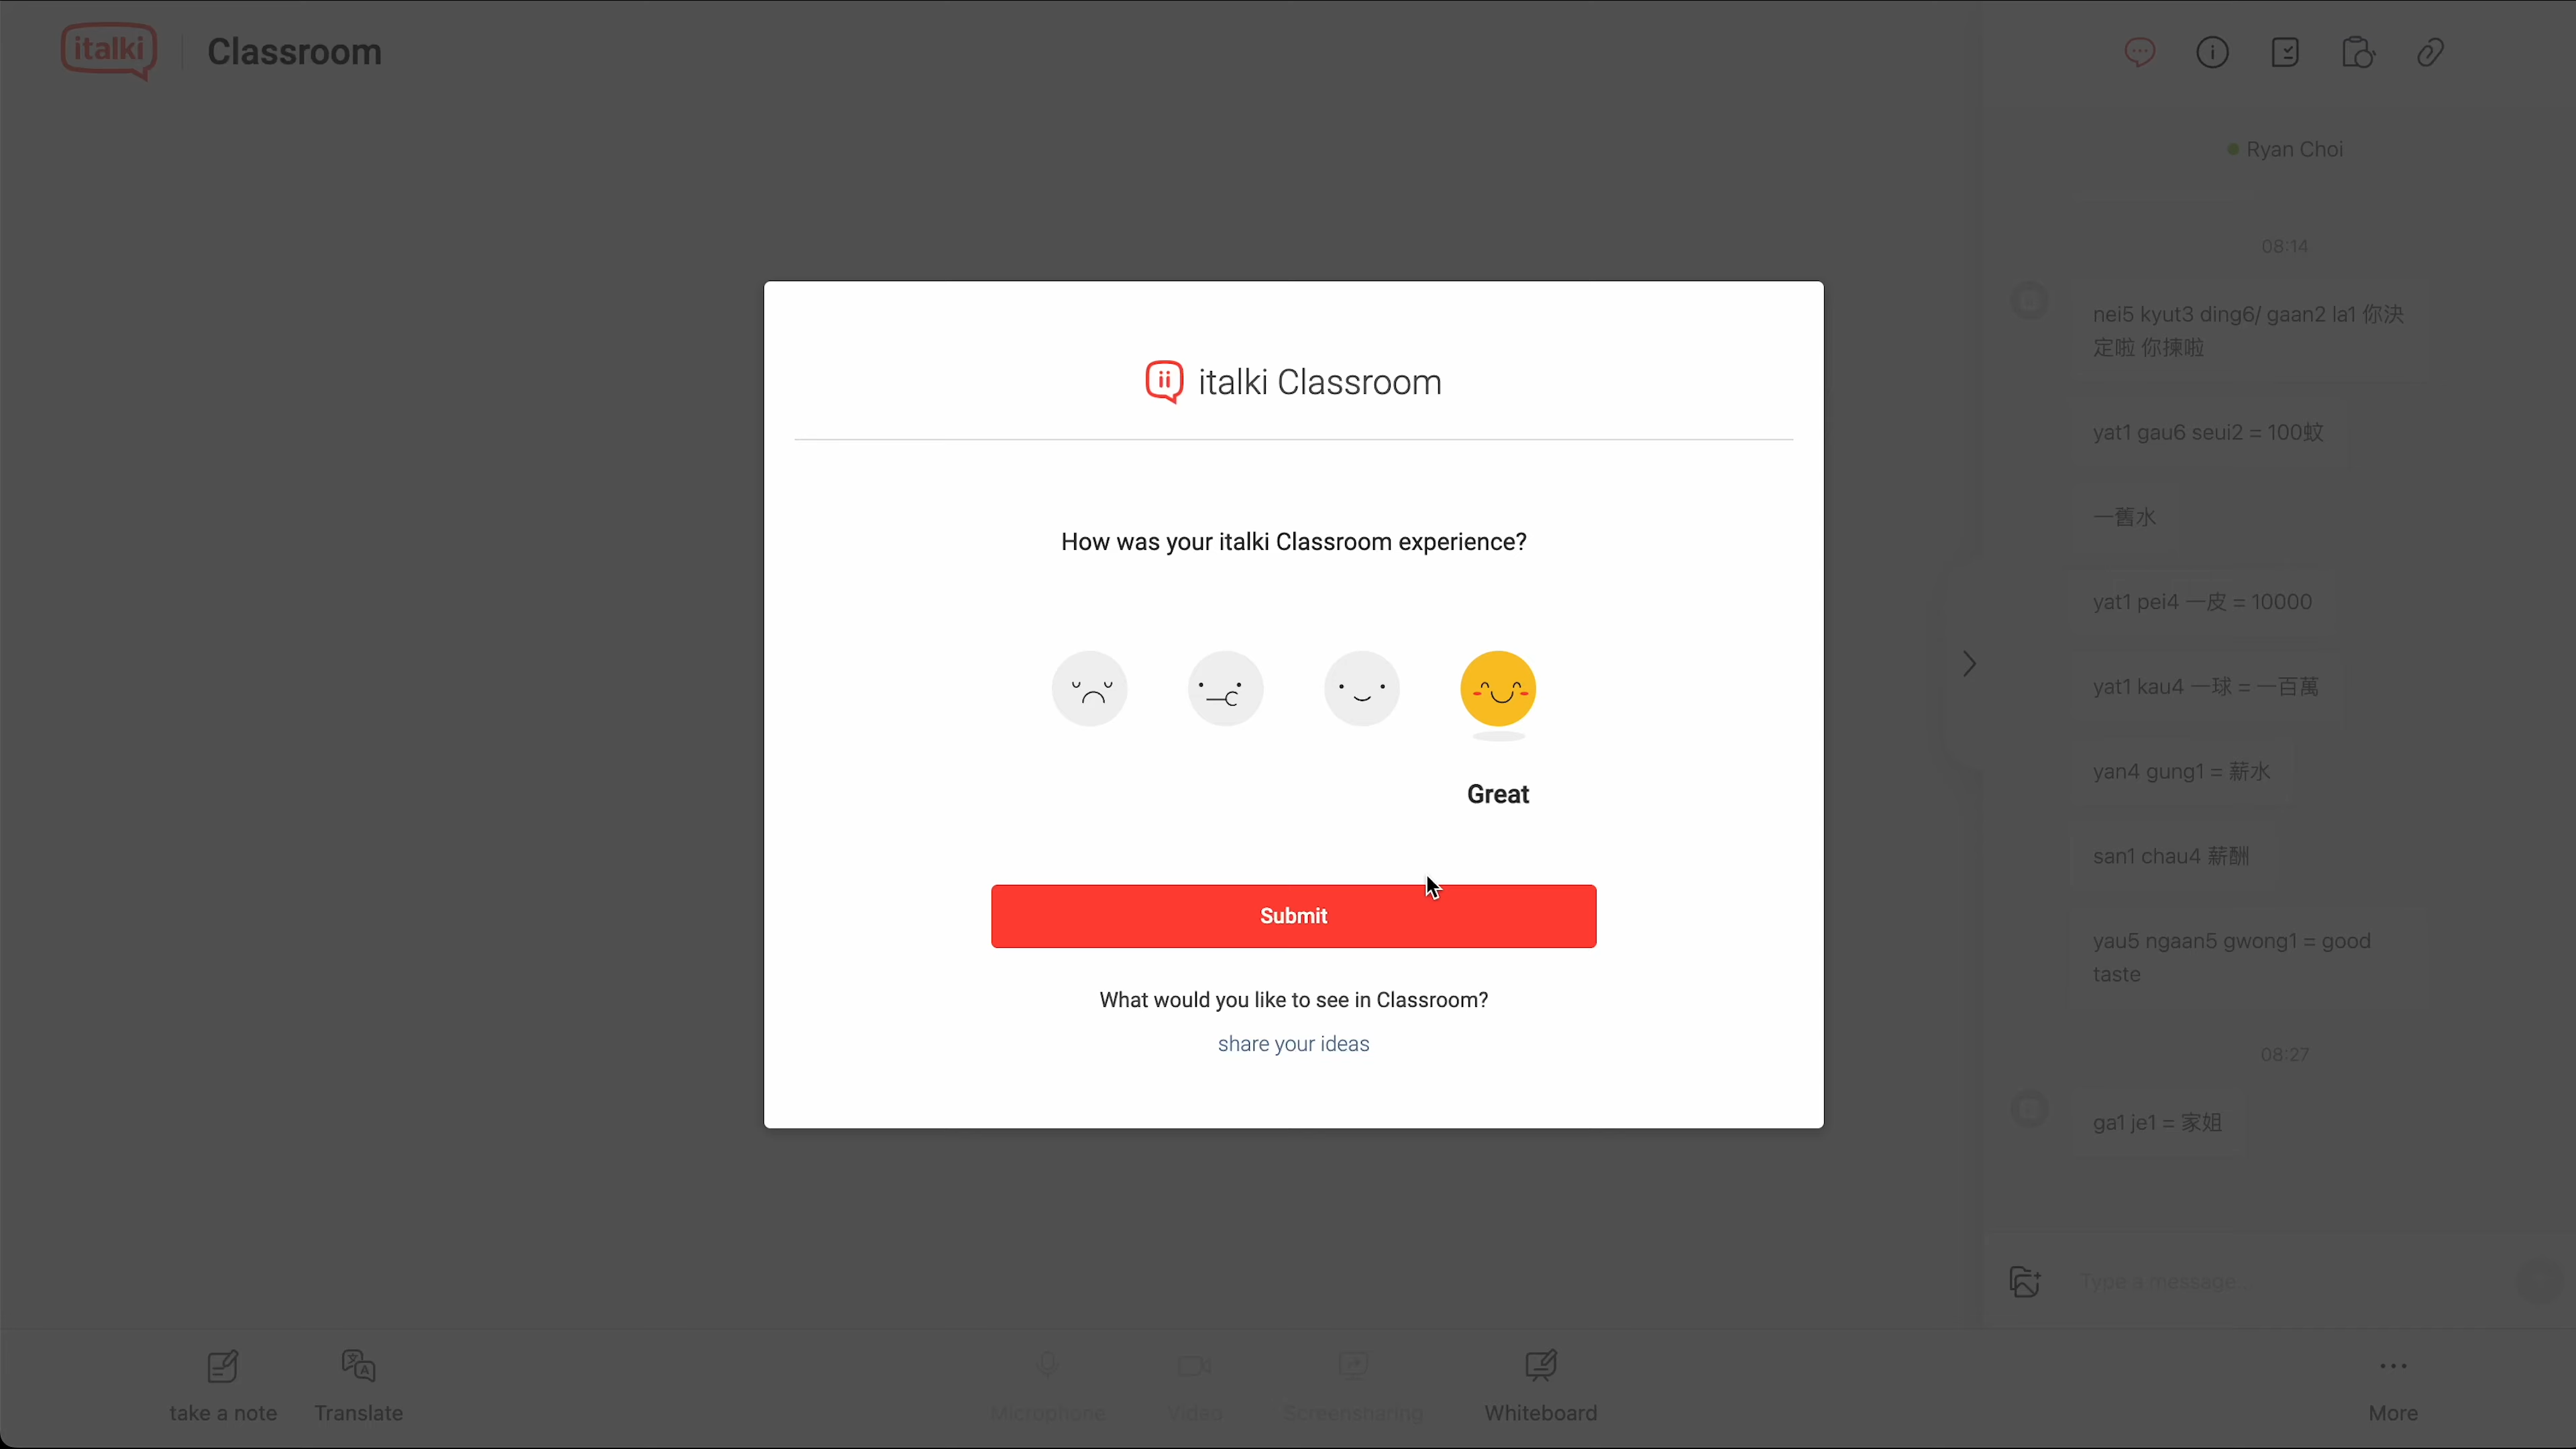 italki
Classroom
Ryan Choi
08:14
nei5 kyut3 ding6/ gaan2 la1 你決
定啦 你揀啦
yat1 gau6 seui2 = 100蚊
一舊水
yat1 pei4 一皮 = 10000
yat1 kau4 一球 = 一百萬
yan4 gung1 = 薪水
san1 chau4 薪酬
yau5 ngaan5 gwong1 = good
taste
08:27
ga1 je1 = 家姐
Type a message...
italki Classroom
How was your italki Classroom experience?
Great
Submit
What would you like to see in Classroom?
share your ideas
take a note
Translate
Microphone
Video
Screensharing
Whiteboard
More